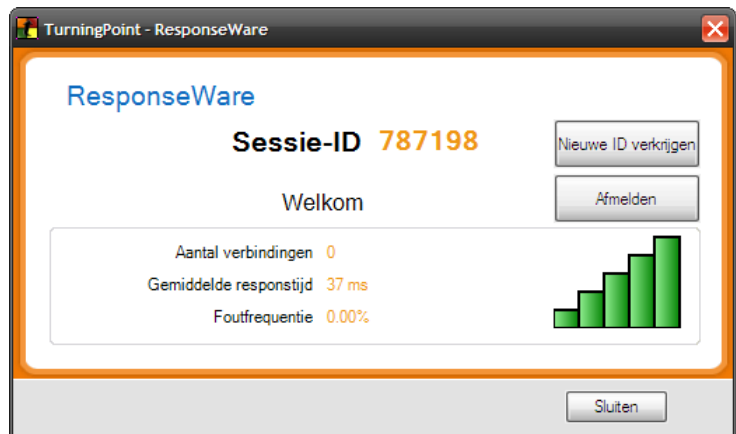 TurningPoint - ResponseWare
ResponseWare
Sessie-ID 787198
Nieuwe ID verkrijgen
Welkom
Afmelden
Aantal verbindingen 0
Gemiddelde responstijd 37 ms
Foutfrequentie 0.00%
Sluiten